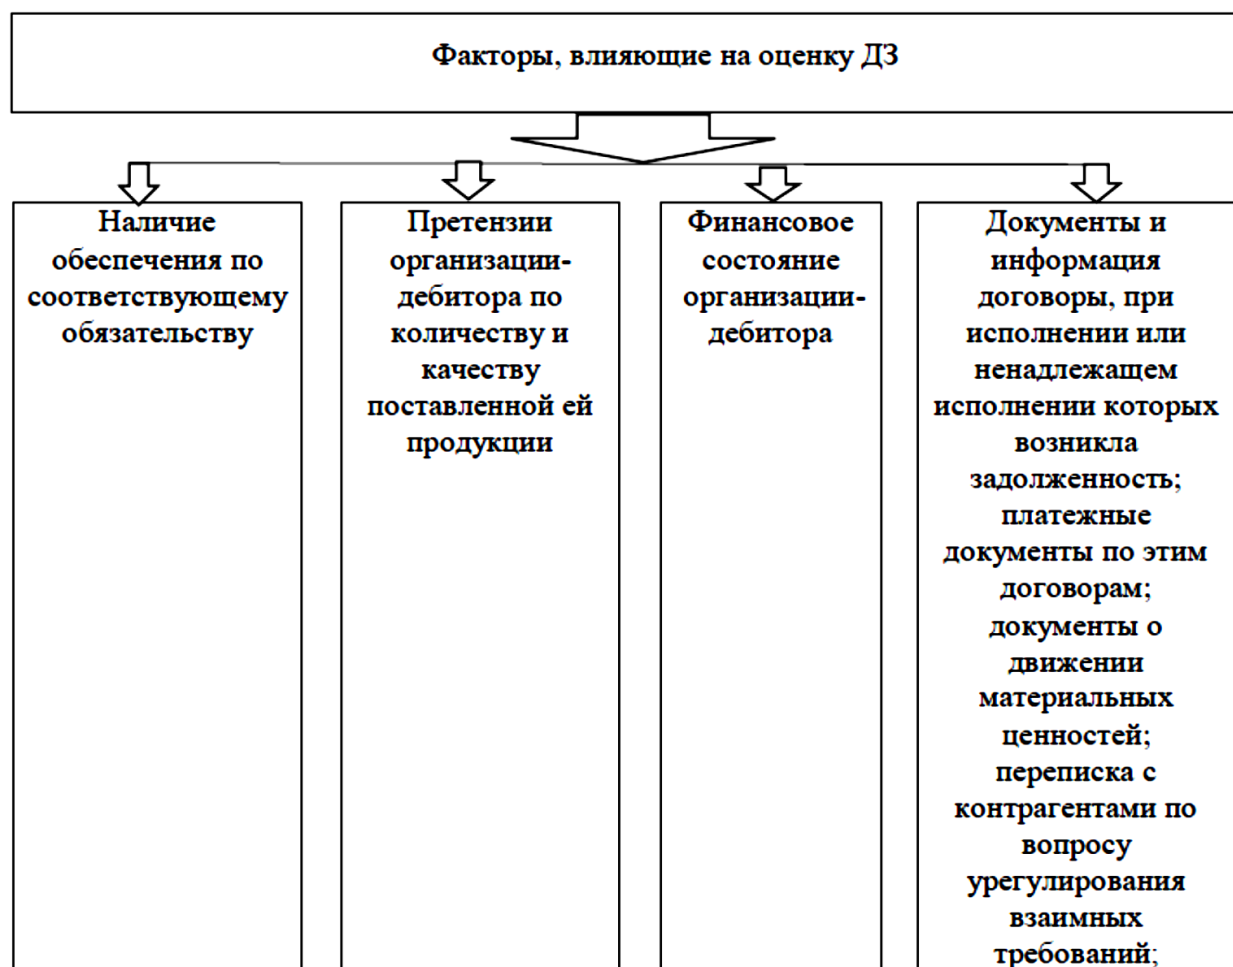 Факторы, влияющие на оценку ДЗ
Наличие
обеспечения по
соответствующему
обязательству
Претензии
организации-
дебитора по
количеству и
качеству
поставленной ей
продукции
Финансовое
состояние
организации-
дебитора
Документы и
информация
договоры, при
исполнении или
ненадлежащем
исполнении которых
возникла
задолженность;
платежные
документы по этим
договорам;
документы о
движении
материальных
ценностей;
переписка с
контрагентами по
вопросу
урегулирования
взаимных
требований;